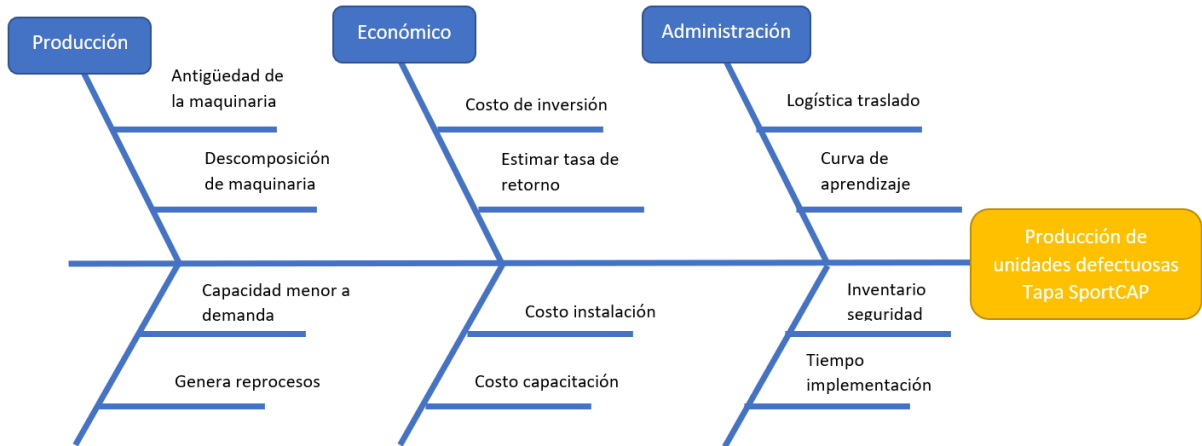 Producción
Económico
Administración
Antigüedad de
la maquinaria
Costo de inversión
Logística traslado
Descomposición
de maquinaria
Estimar tasa de
retorno
Curva de
aprendizaje
Producción de
unidades defectuosas
Tapa SportCAP
Capacidad menor a
demanda
Costo instalación
Inventario
seguridad
Genera reprocesos
Costo capacitación
Tiempo
implementación